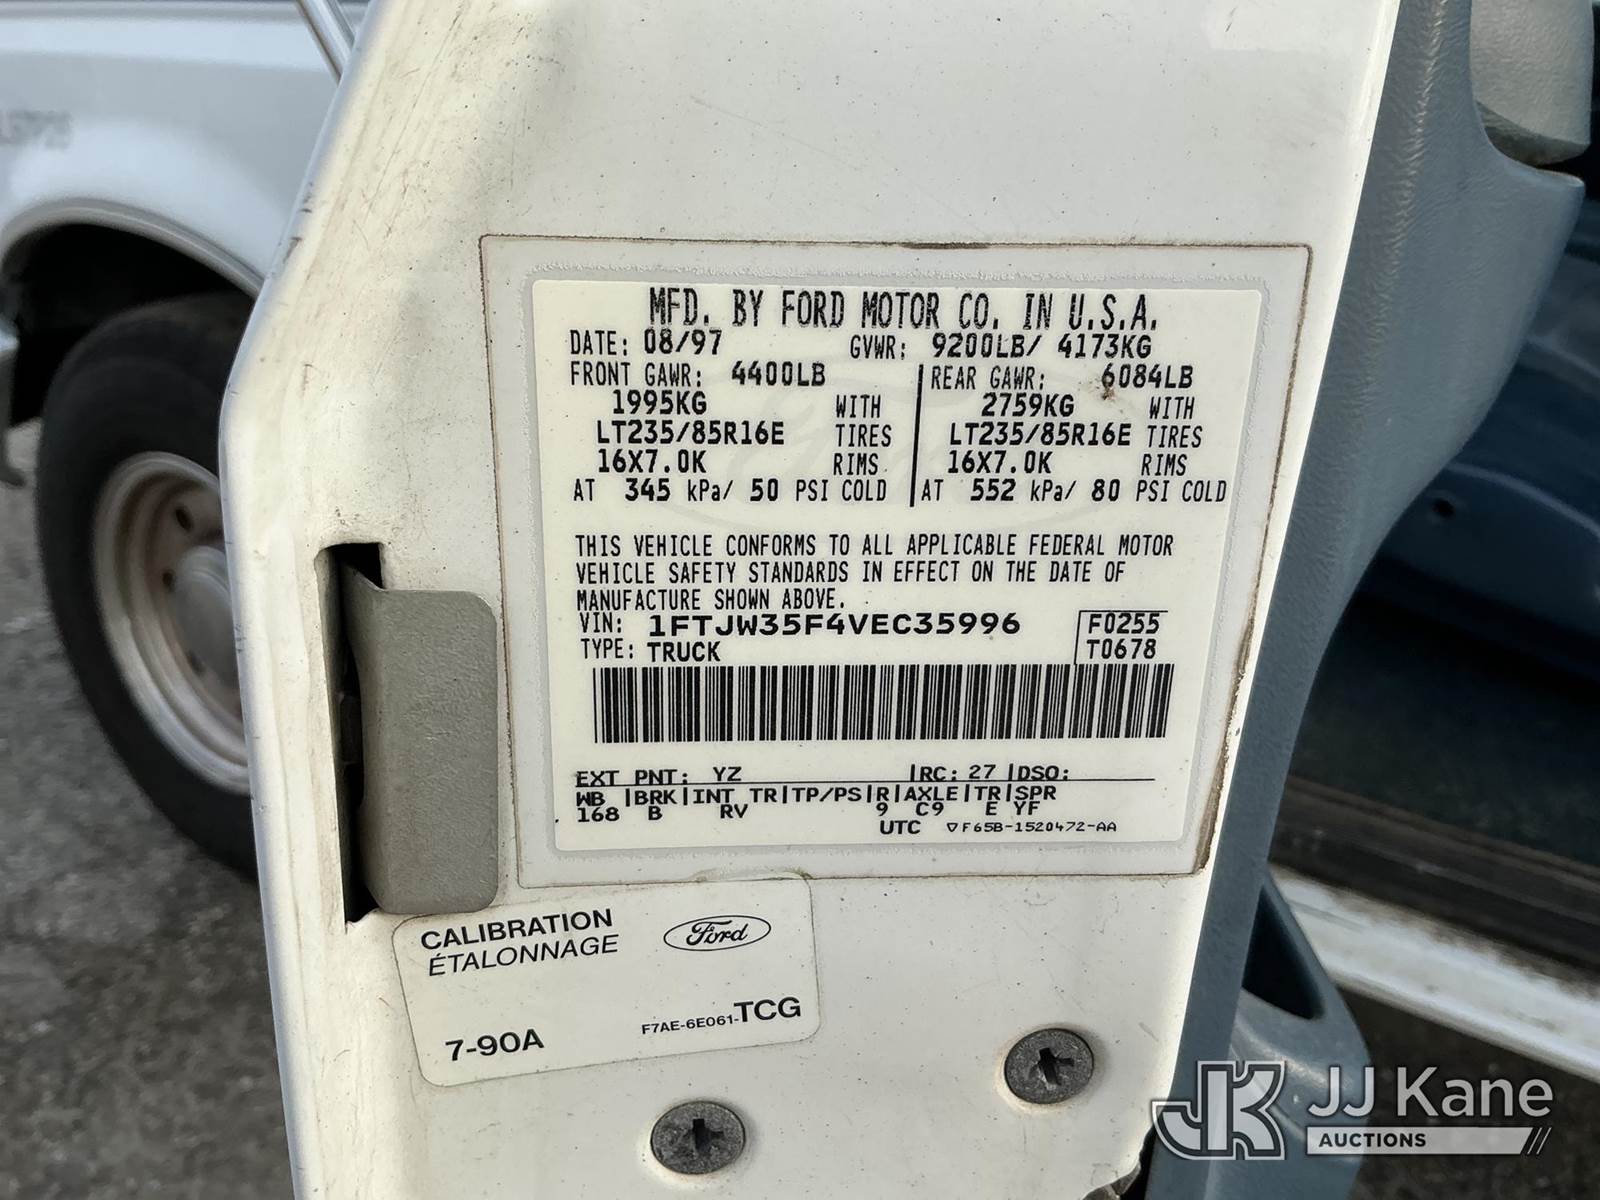 MFD. BY FORD MOTOR CO. IN U.S.A.
DATE: 08/97 GVWR: 9200LB/ 4173KG
FRONT GAWR: 4400LB REAR GAWR: 6084LB
1995KG WITH 2759KG WITH
LT235/85R16E TIRES LT235/85R16E TIRES
16X7.0K RIMS 16X7.0K RIMS
AT 345 kPa/ 50 PSI COLD AT 552 kPa/ 80 PSI COLD
THIS VEHICLE CONFORMS TO ALL APPLICABLE FEDERAL MOTOR
VEHICLE SAFETY STANDARDS IN EFFECT ON THE DATE OF
MANUFACTURE SHOWN ABOVE.
VIN: 1FTJW35F4VEC35996 F0255
TYPE: TRUCK T0678
EXT PNT: YZ |RC: 27 |DSO:
WB |BRK|INT TR|TP/PS|R|AXLE|TR|SPR
168 B RV 9 C9 E YF
UTC ▽F65B-1520472-AA
CALIBRATION
ÉTALONNAGE
Ford
7-90A F7AE-6E061-TCG
JK JJ Kane
AUCTIONS